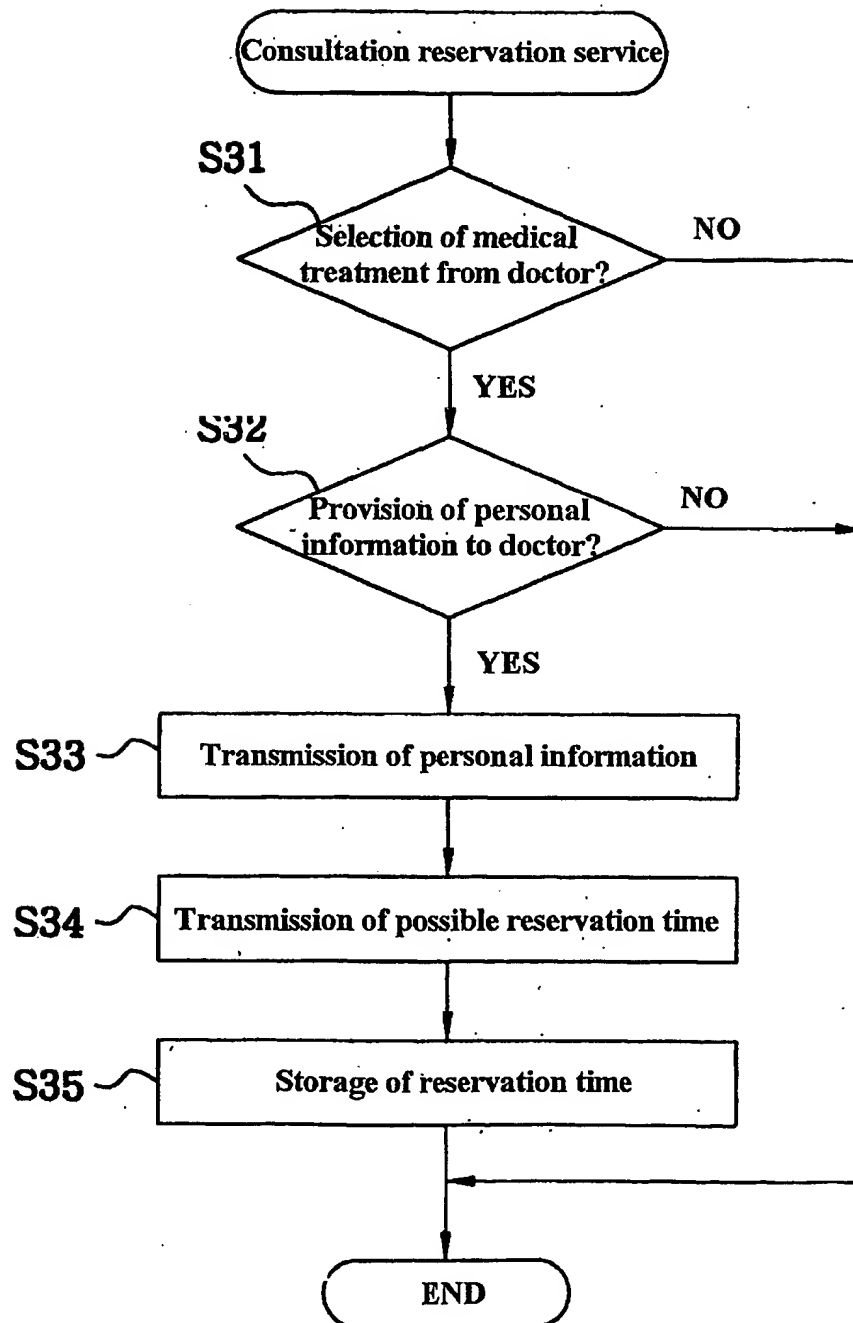 Consultation reservation service
S31
Selection of medical
treatment from doctor?
NO
YES
S32
Provision of personal
information to doctor?
NO
YES
S33
Transmission of personal information
S34
Transmission of possible reservation time
S35
Storage of reservation time
END